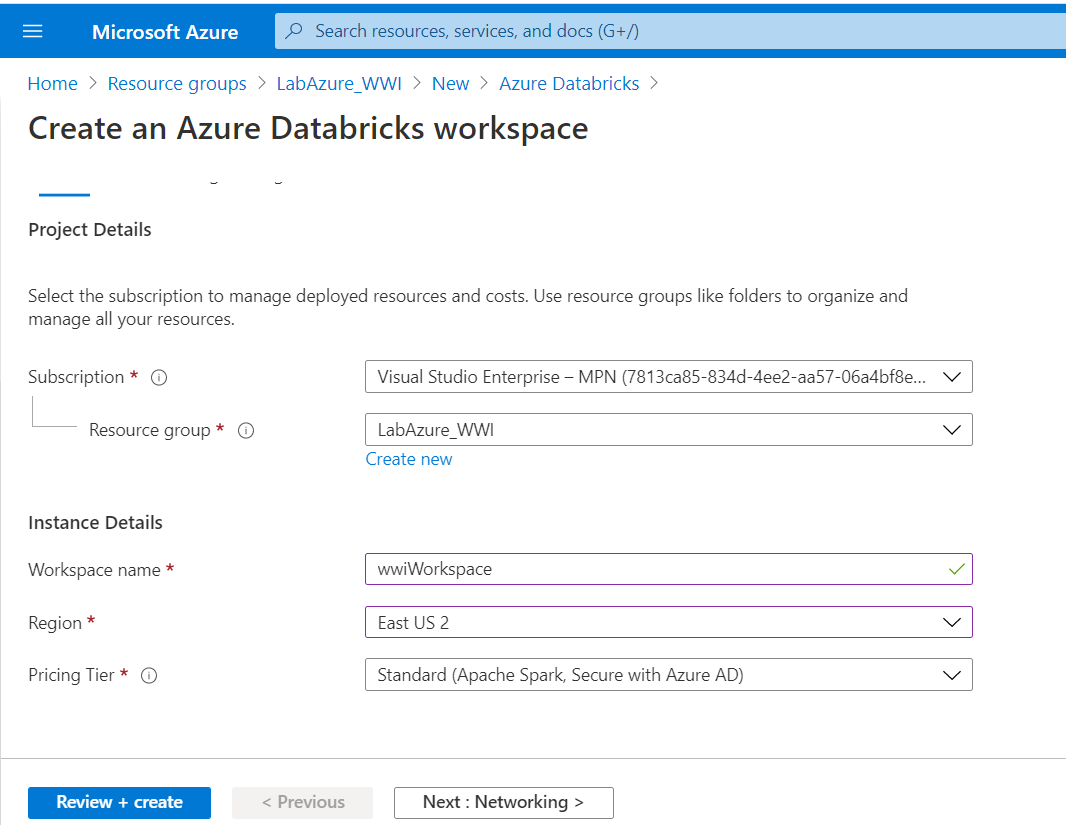 Microsoft Azure
Search resources, services, and docs (G+/)
Home > Resource groups > LabAzure_WWI > New > Azure Databricks >
Create an Azure Databricks workspace
Project Details
Select the subscription to manage deployed resources and costs. Use resource groups like folders to organize and
manage all your resources.
Subscription *
Visual Studio Enterprise – MPN (7813ca85-834d-4ee2-aa57-06a4bf8e...
Resource group *
LabAzure_WWI
Create new
Instance Details
Workspace name *
wwiWorkspace
Region *
East US 2
Pricing Tier *
Standard (Apache Spark, Secure with Azure AD)
Review + create
< Previous
Next : Networking >